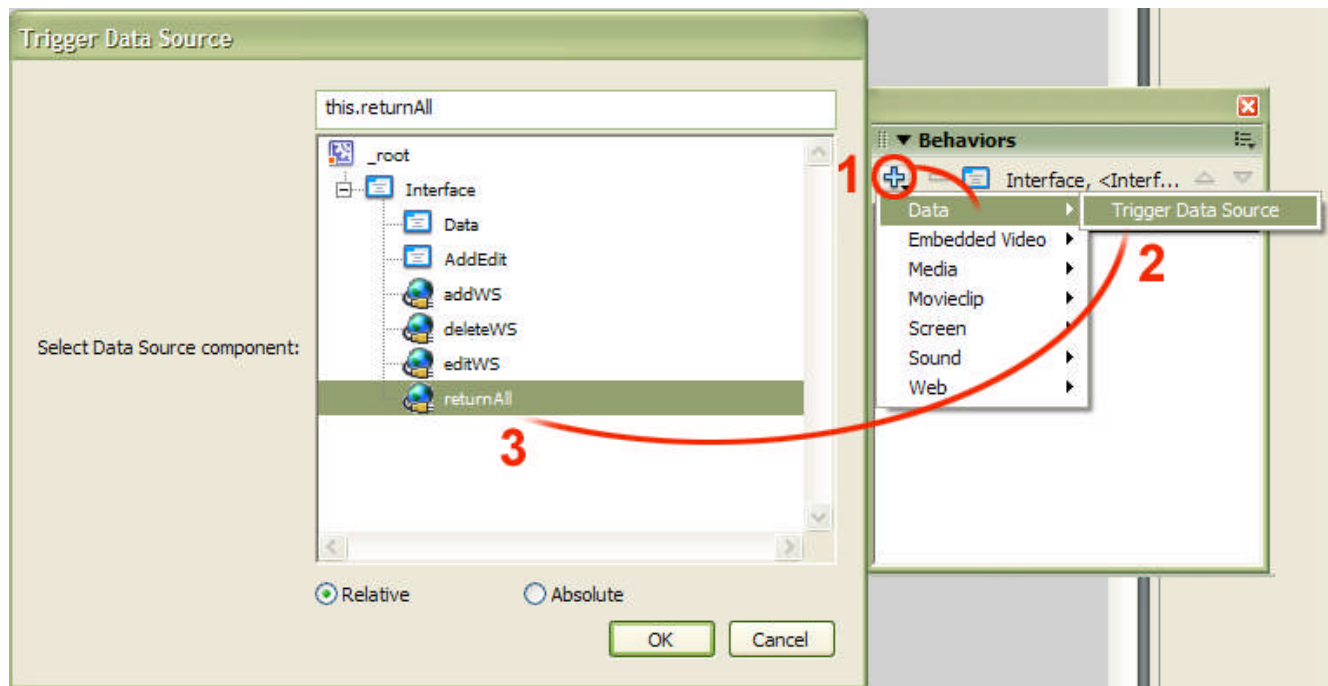 Trigger Data Source
this.returnAll
_root
Interface
Data
AddEdit
addWS
deleteWS
editWS
returnAll
Select Data Source component:
3
Relative
Absolute
OK
Cancel
Behaviors
1
Interface, <Interf...
Data
Trigger Data Source
Embedded Video
2
Media
Movieclip
Screen
Sound
Web